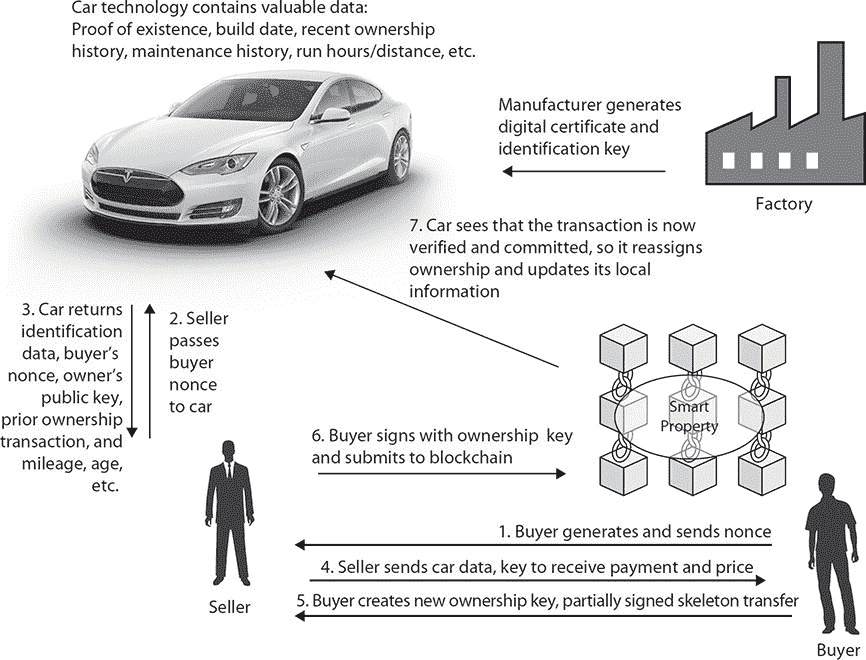 Car technology contains valuable data:
Proof of existence, build date, recent ownership
history, maintenance history, run hours/distance, etc.
Manufacturer generates
digital certificate and
identification key
Factory
7. Car sees that the transaction is now
verified and committed, so it reassigns
ownership and updates its local
information
3. Car returns
identification
data, buyer's
nonce, owner's
public key,
prior ownership
transaction, and
mileage, age,
etc.
2. Seller
passes
buyer
nonce
to car
Smart
Property
6. Buyer signs with ownership key
and submits to blockchain
1. Buyer generates and sends nonce
4. Seller sends car data, key to receive payment and price
5. Buyer creates new ownership key, partially signed skeleton transfer
Seller
Buyer